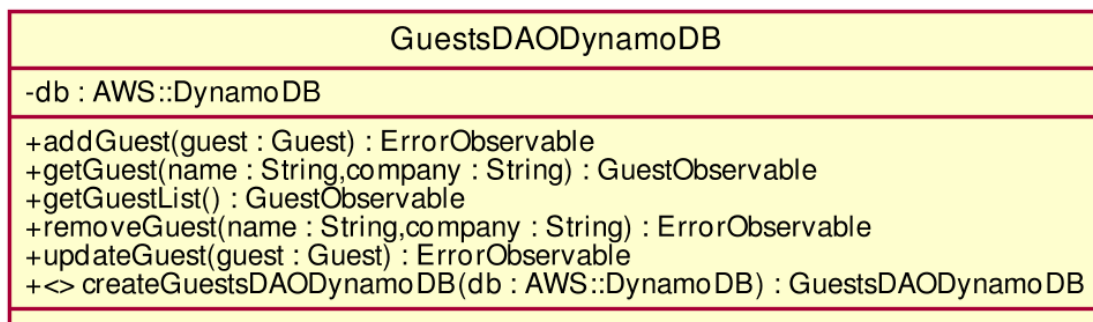 GuestsDAODynamoDB
-db : AWS::DynamoDB
+addGuest(guest : Guest) : ErrorObservable
+getGuest(name : String,company : String) : GuestObservable
+getGuestList() : GuestObservable
+removeGuest(name : String,company : String) : ErrorObservable
+updateGuest(guest : Guest) : ErrorObservable
+<> createGuestsDAODynamoDB(db : AWS::DynamoDB) : GuestsDAODynamoDB